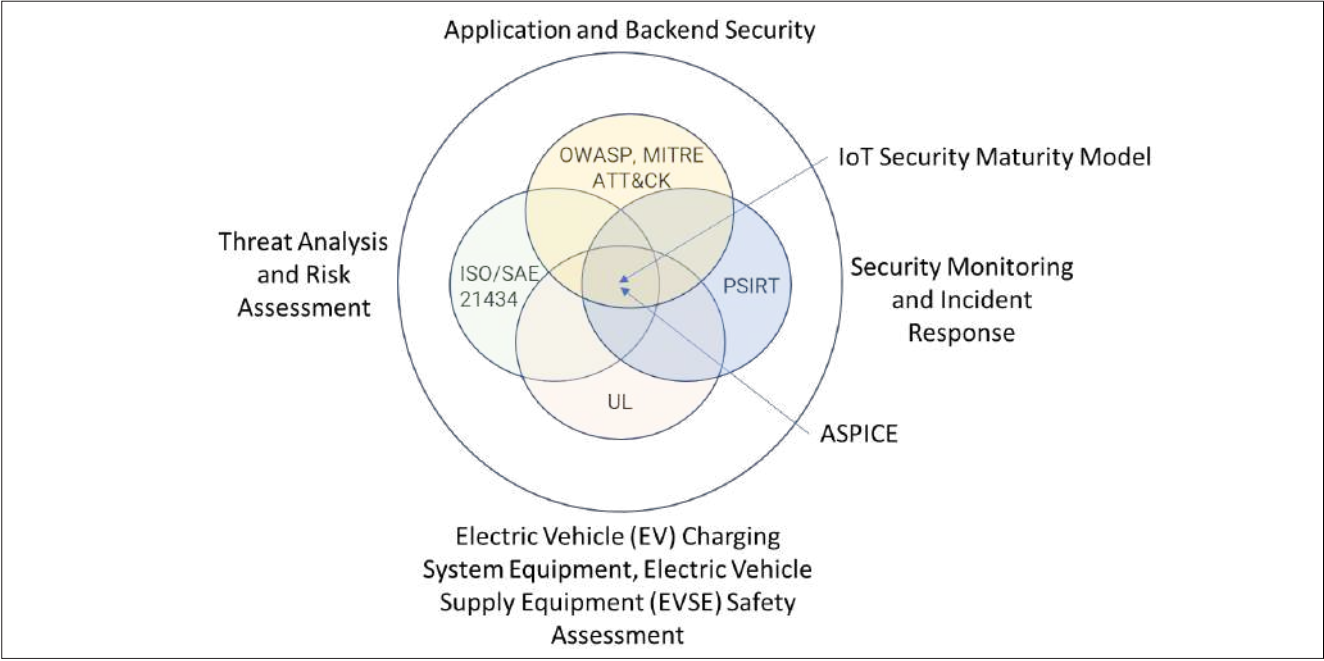 Application and Backend Security
OWASP, MITRE
ATT&CK
IoT Security Maturity Model
Threat Analysis
and Risk
Assessment
ISO/SAE
21434
PSIRT
Security Monitoring
and Incident
Response
UL
ASPICE
Electric Vehicle (EV) Charging
System Equipment, Electric Vehicle
Supply Equipment (EVSE) Safety
Assessment